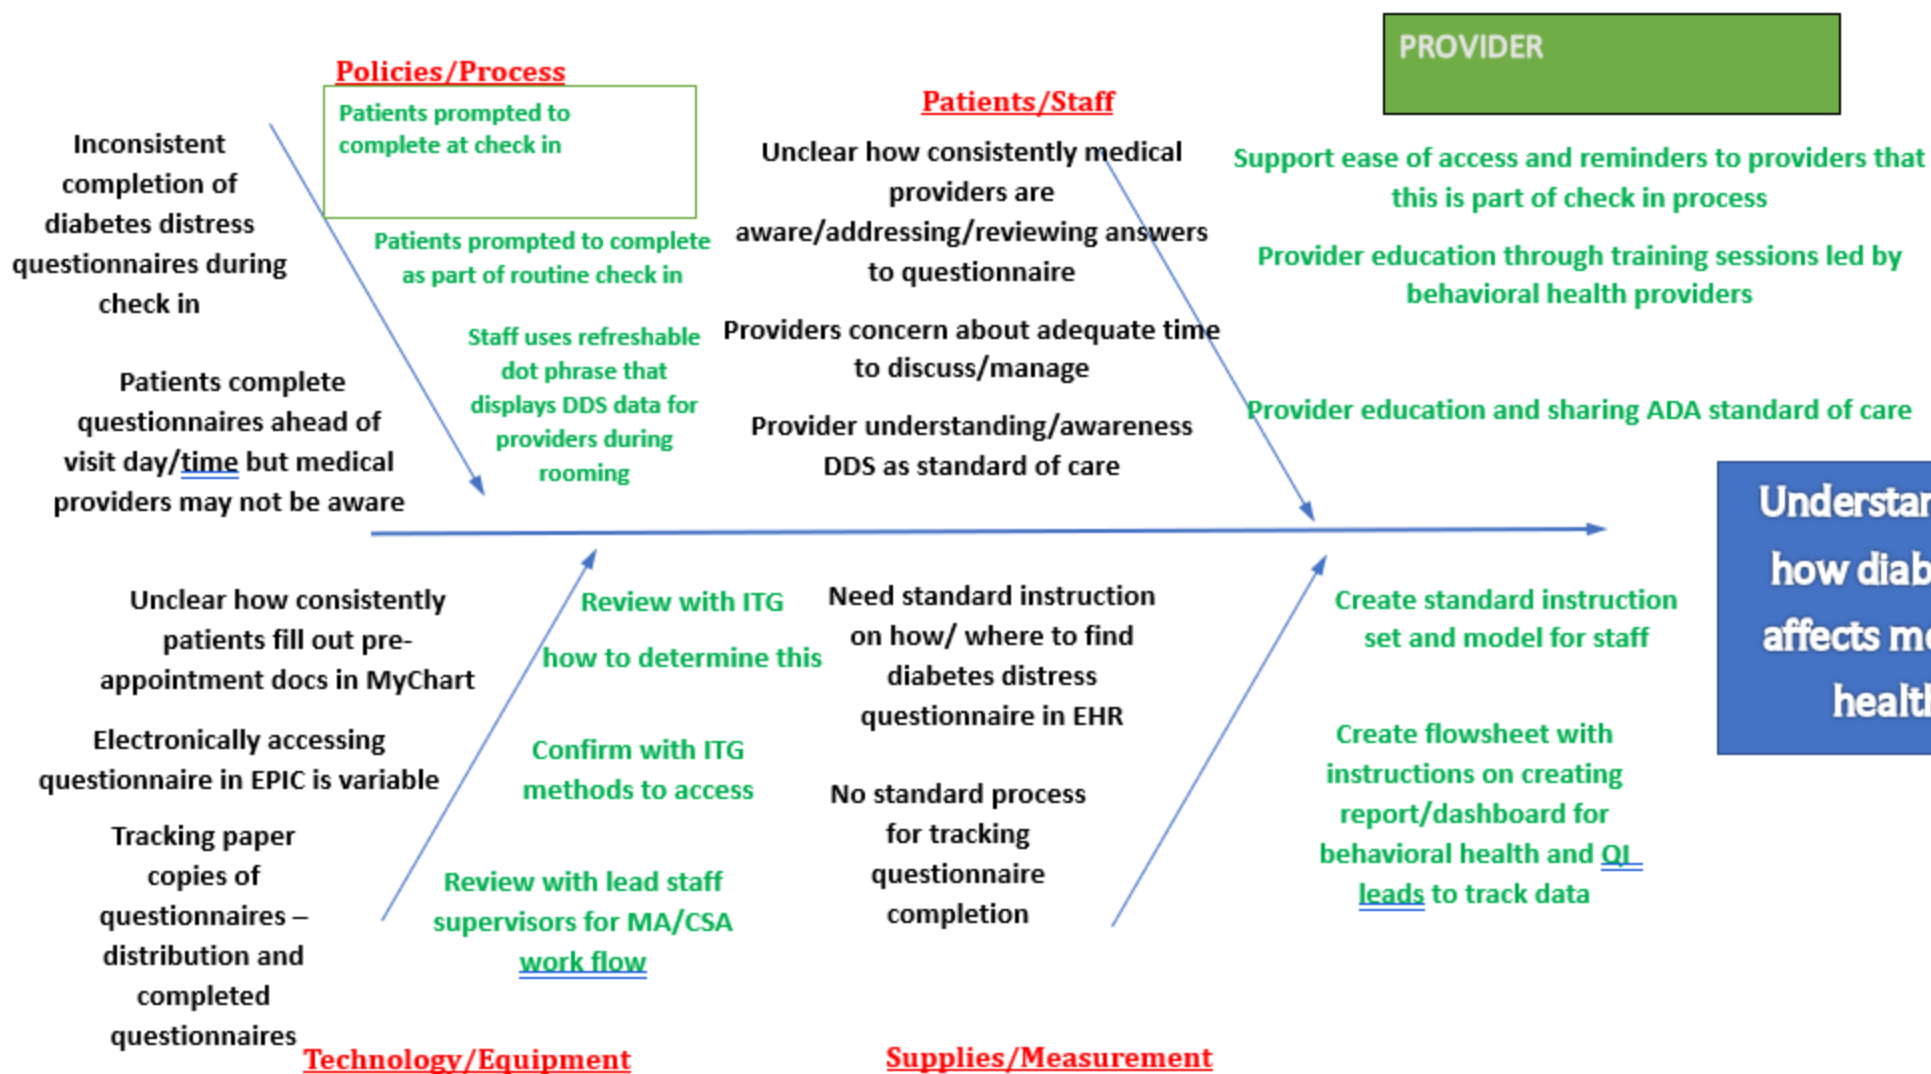 PROVIDER
Policies/Process
Patients prompted to
complete at check in
Patients/Staff
Inconsistent
completion of
diabetes distress
questionnaires during
check in
Patients prompted to complete
as part of routine check in
Unclear how consistently medical
providers are
aware/addressing/reviewing answers
to questionnaire
Support ease of access and reminders to providers that
this is part of check in process
Provider education through training sessions led by
behavioral health providers
Patients complete
questionnaires ahead of
visit day/time but medical
providers may not be aware
Staff uses refreshable
dot phrase that
displays DDS data for
providers during
rooming
Providers concern about adequate time
to discuss/manage
Provider understanding/awareness
DDS as standard of care
Provider education and sharing ADA standard of care
how
affects
Unclear how consistently
patients fill out pre-
appointment docs in MyChart
Electronically accessing
questionnaire in EPIC is variable
Tracking paper
copies of
questionnaires –
distribution and
completed
questionnaires
Review with ITG
how to determine this
Confirm with ITG
methods to access
Review with lead staff
supervisors for MA/CSA
work flow
Need standard instruction
on how/ where to find
diabetes distress
questionnaire in EHR
No standard process
for tracking
questionnaire
completion
Create standard instruction
set and model for staff
Create flowsheet with
instructions on creating
report/dashboard for
behavioral health and QI
leads to track data
Technology/Equipment
Supplies/Measurement